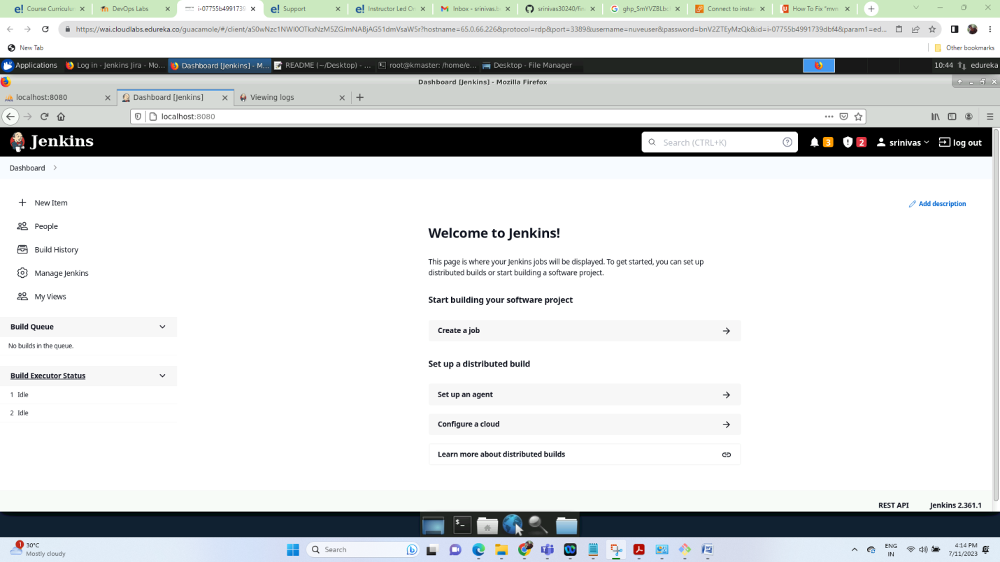 Course Curriculu
DevOps Labs
i-07755b4991739
Support
Instructor Led On
Inbox - srinivas.b
srinivas30240/fin
ghp_SmYVZBLbc
Connect to instan
How To Fix "mvn
https://wai.cloudlabs.edureka.co/guacamole/#/client/aS0wNzc1NWI0OTkxNzM5ZGJmNABjAG51dmVsaW5r?hostname=65.0.66.226&protocol=rdp&port=3389&username=nuveuser&password=bnV2ZTEyMzQk&id=i-07755b4991739dbf4&param1=ed...
New Tab
Other bookmarks
Applications
Log in - Jenkins Jira - Mo...
Dashboard [Jenkins] - M...
README (~/Desktop) - ...
root@kmaster: /home/e...
Desktop - File Manager
10:44
edureka
Dashboard [Jenkins] - Mozilla Firefox
localhost:8080
Dashboard [Jenkins]
Viewing logs
localhost:8080
Jenkins
Search (CTRL+K)
3
2
srinivas
log out
Dashboard
New Item
Add description
People
Build History
Manage Jenkins
My Views
Build Queue
No builds in the queue.
Build Executor Status
1 Idle
2 Idle
Welcome to Jenkins!
This page is where your Jenkins jobs will be displayed. To get started, you can set up
distributed builds or start building a software project.
Start building your software project
Create a job
Set up a distributed build
Set up an agent
Configure a cloud
Learn more about distributed builds
REST API
Jenkins 2.361.1
1
30°C
Mostly cloudy
Search
ENG
IN
4:14 PM
7/11/2023